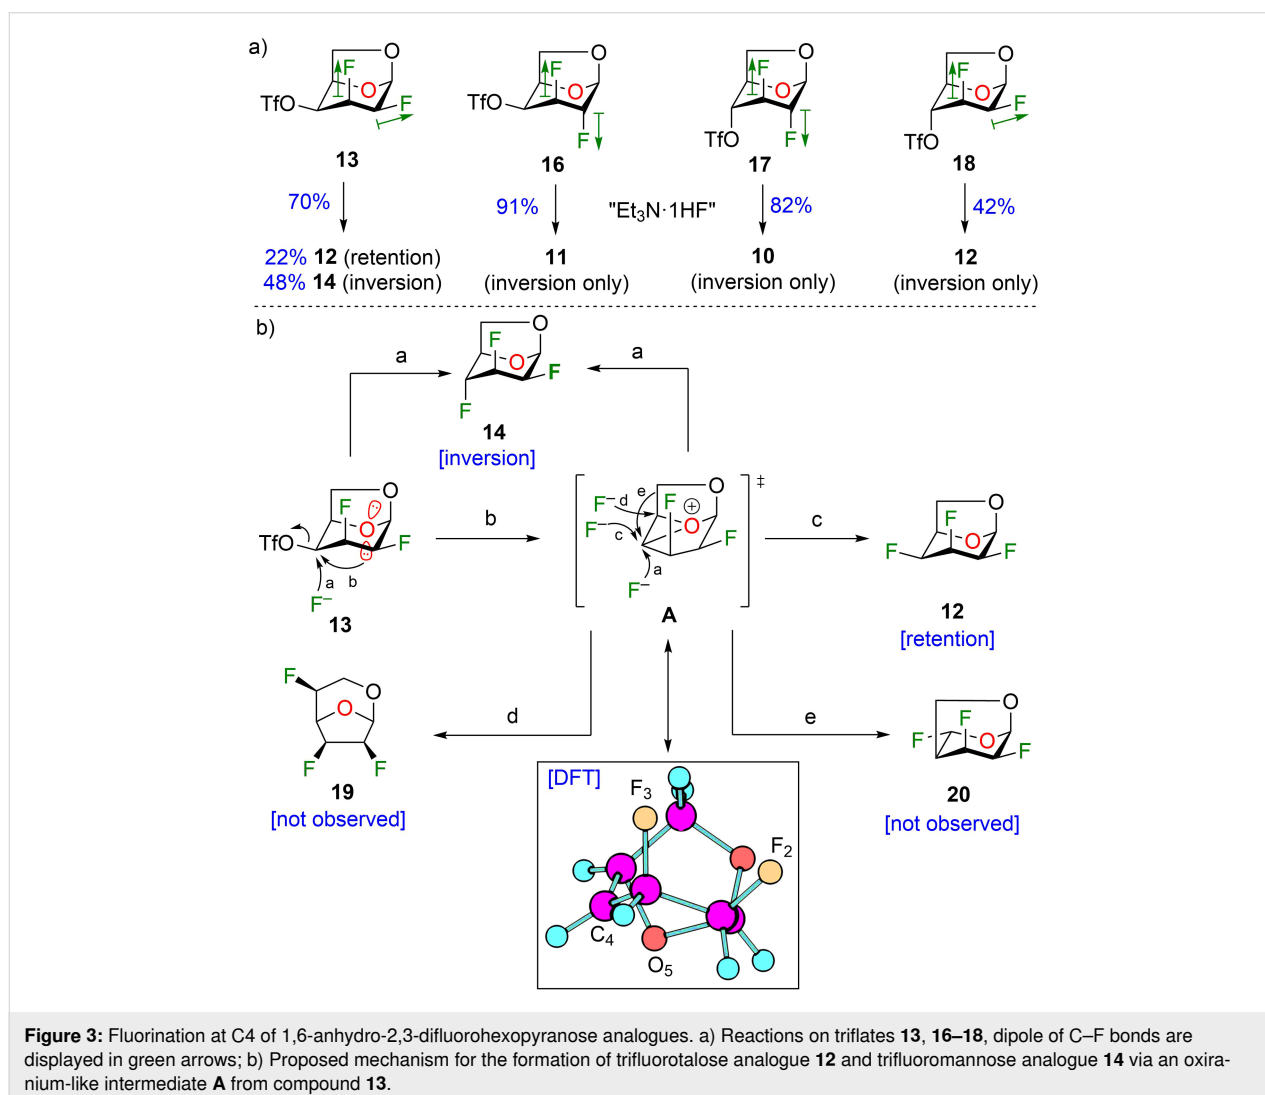 a)
O
F
O
TfO
F
13
O
F
O
TfO
F
16
O
F
O
TfO
F
17
O
F
O
F
TfO
18
70%
91%
"Et3N·1HF"
82%
42%
22% 12 (retention)
48% 14 (inversion)
11
(inversion only)
10
(inversion only)
12
(inversion only)
b)
O
F
O
F
F
14
[inversion]
a
a
O
F
O
TfO
F
a
b
F−
13
b
O
F
⊕
O
F
F− d
e
F−
c
a
F−
‡
A
c
O
F
O
F
F
12
[retention]
F
O
O
F
F
19
[not observed]
d
e
O
F
F
O
F
20
[not observed]
[DFT]
F3
F2
C4
O5
Figure 3: Fluorination at C4 of 1,6-anhydro-2,3-difluorohexopyranose analogues. a) Reactions on triflates 13, 16–18, dipole of C–F bonds are
displayed in green arrows; b) Proposed mechanism for the formation of trifluorotalose analogue 12 and trifluoromannose analogue 14 via an oxira-
nium-like intermediate A from compound 13.